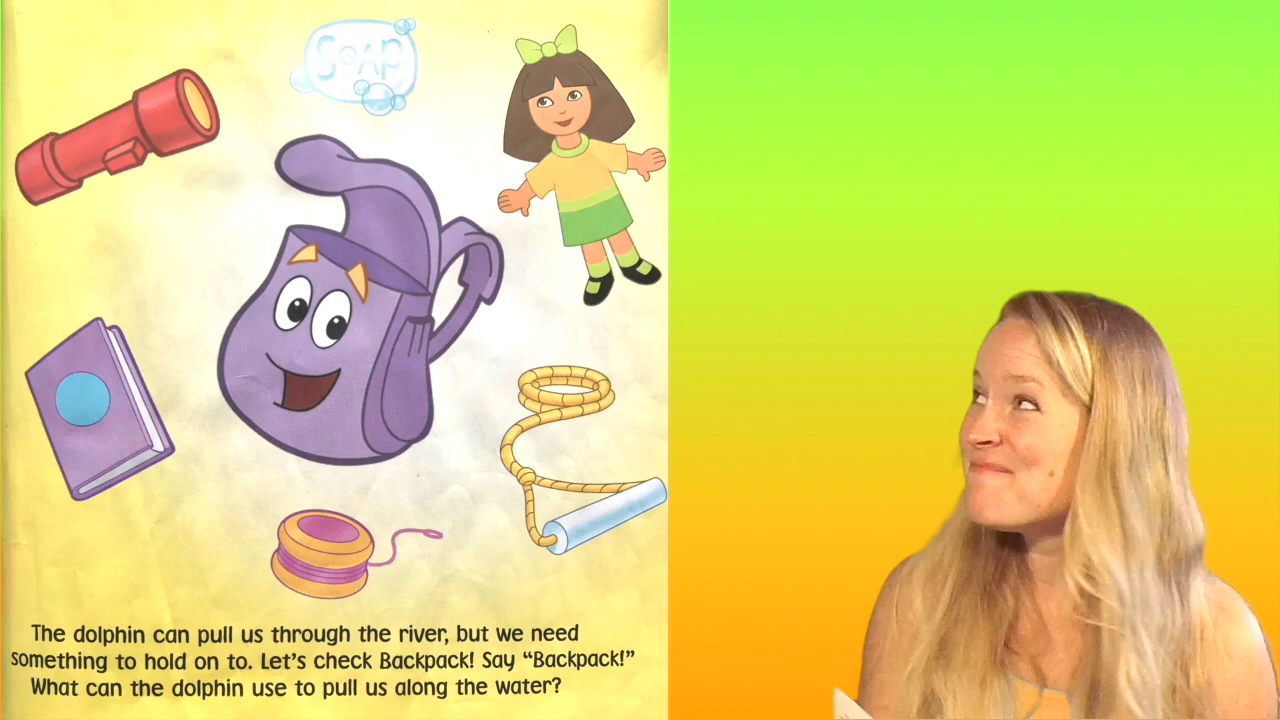 SOAP
The dolphin can pull us through the river, but we need
something to hold on to. Let's check Backpack! Say “Backpack!”
What can the dolphin use to pull us along the water?